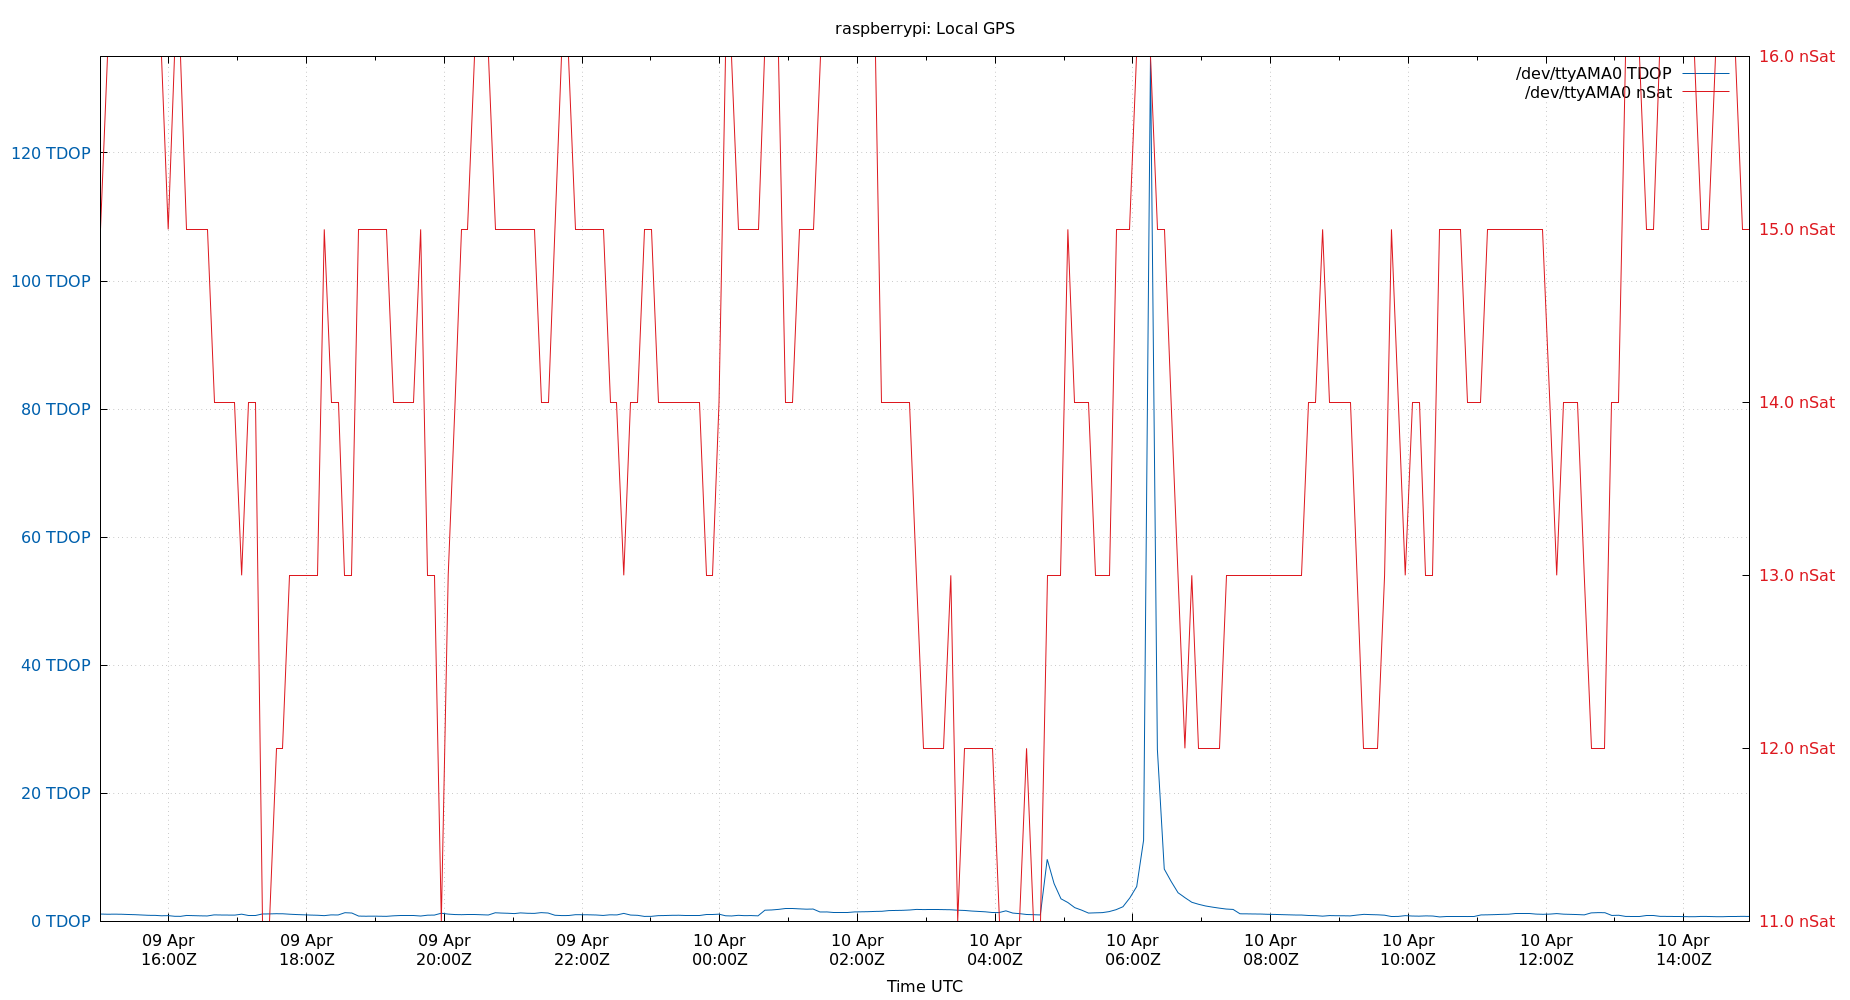 raspberrypi: Local GPS
16.0 nSat
/dev/ttyAMA0 TDOP
/dev/ttyAMA0 nSat
120 TDOP
15.0 nSat
100 TDOP
80 TDOP
14.0 nSat
60 TDOP
13.0 nSat
40 TDOP
12.0 nSat
20 TDOP
0 TDOP
11.0 nSat
09 Apr 09 Apr 09 Apr 09 Apr 10 Apr 10 Apr 10 Apr 10 Apr 10 Apr 10 Apr 10 Apr 10 Apr
16:00Z 18:00Z 20:00Z 22:00Z 00:00Z 02:00Z 04:00Z 06:00Z 08:00Z 10:00Z 12:00Z 14:00Z
Time UTC